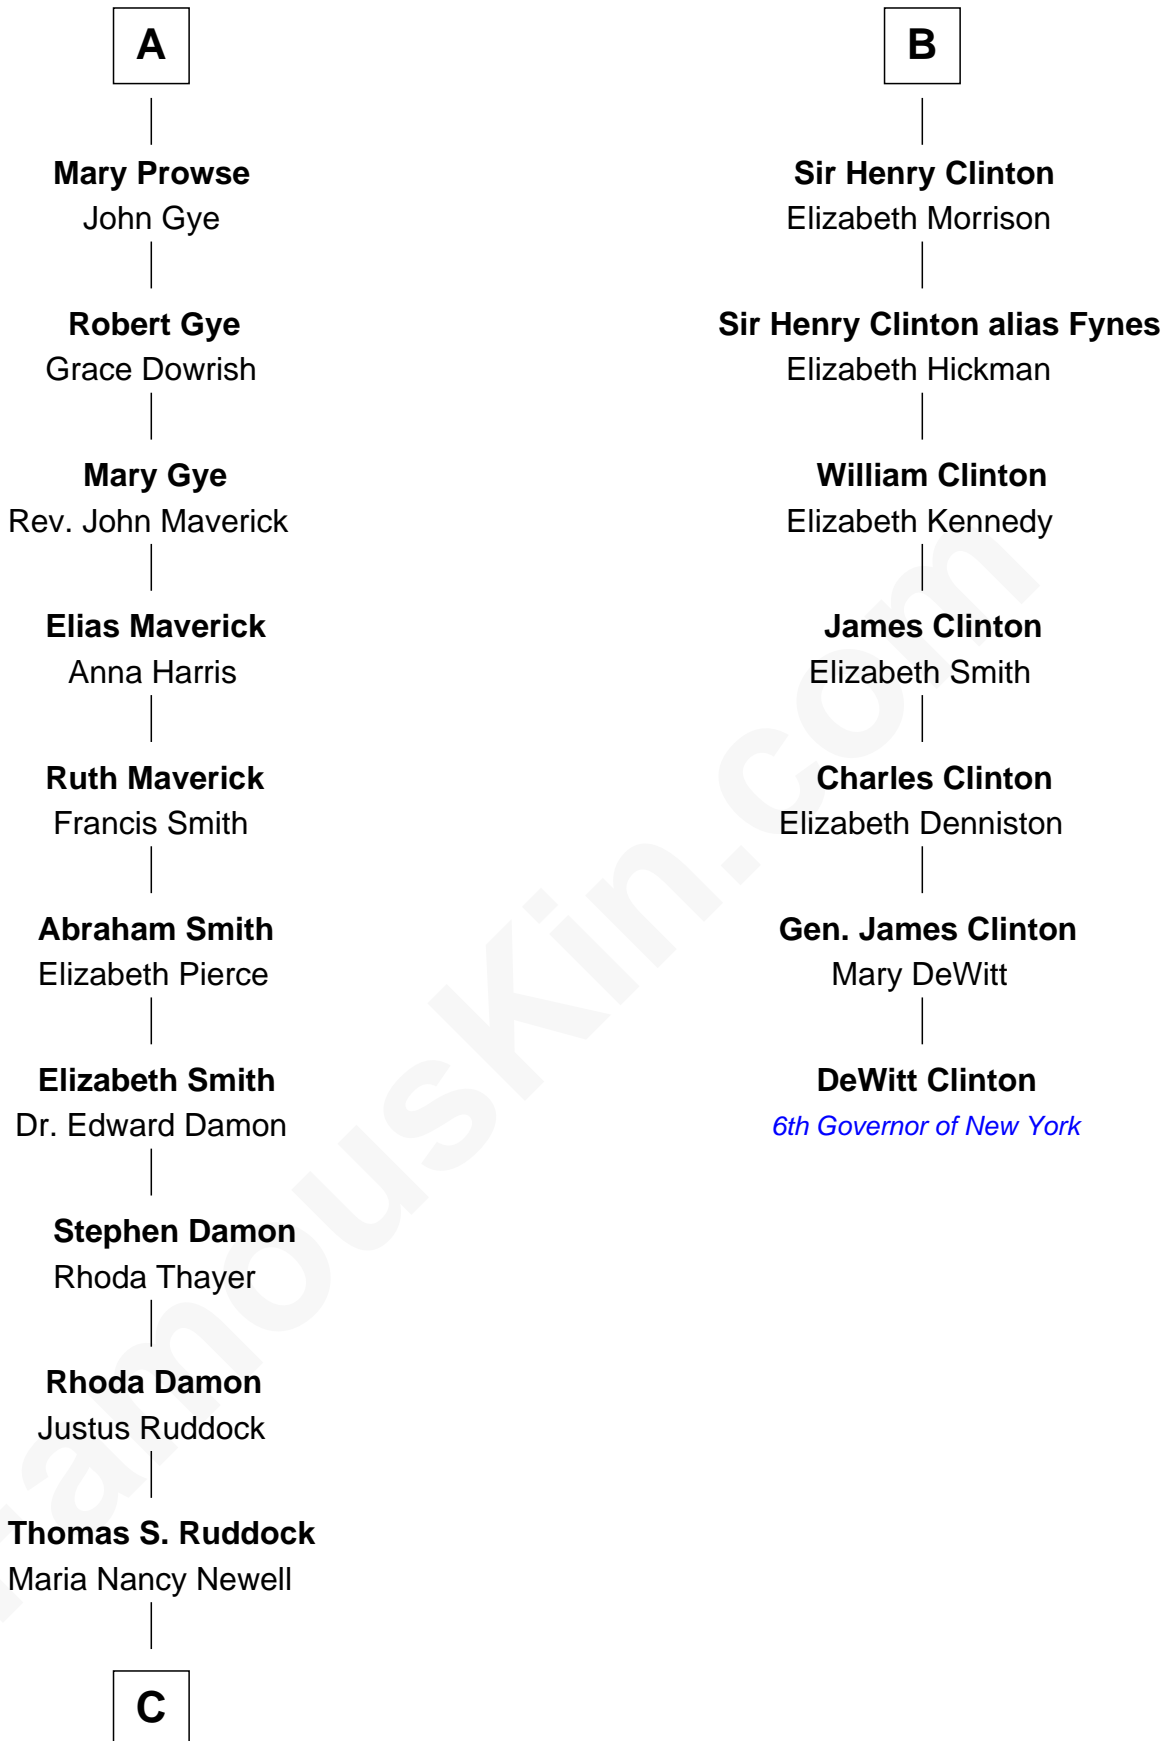 A
Mary Prowse
John Gye
Robert Gye
Grace Dowrish
Mary Gye
Rev. John Maverick
Elias Maverick
Anna Harris
Ruth Maverick
Francis Smith
Abraham Smith
Elizabeth Pierce
Elizabeth Smith
Dr. Edward Damon
Stephen Damon
Rhoda Thayer
Rhoda Damon
Justus Ruddock
Thomas S. Ruddock
Maria Nancy Newell
C
B
Sir Henry Clinton
Elizabeth Morrison
Sir Henry Clinton alias Fynes
Elizabeth Hickman
William Clinton
Elizabeth Kennedy
James Clinton
Elizabeth Smith
Charles Clinton
Elizabeth Denniston
Gen. James Clinton
Mary DeWitt
DeWitt Clinton
6th Governor of New York
FamousKin.com